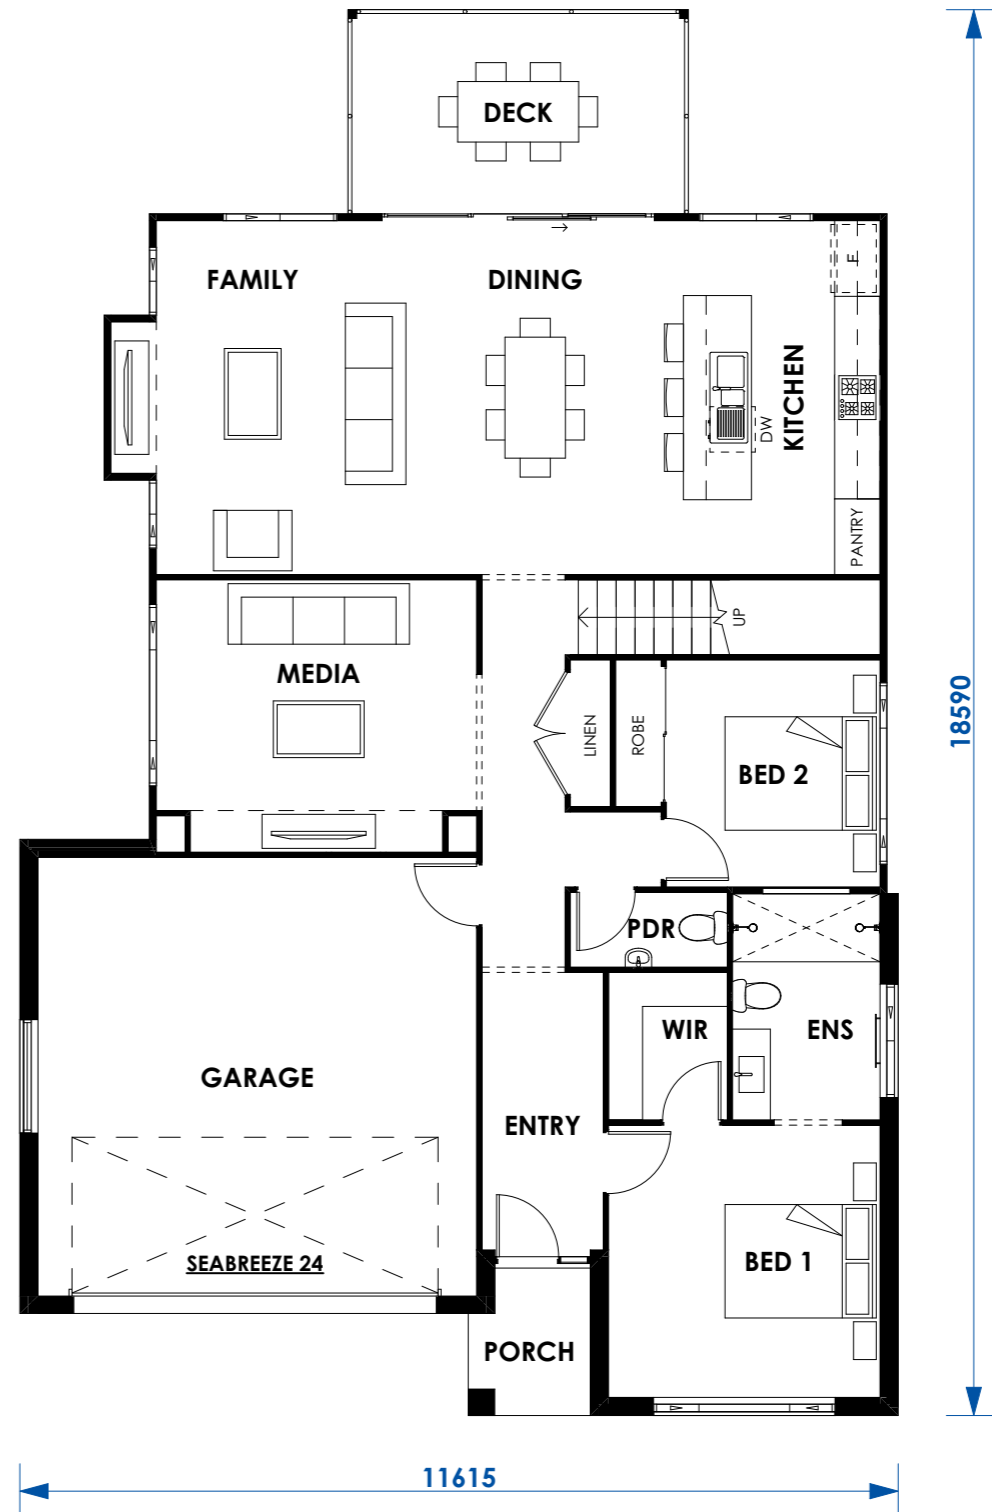 DECK
FAMILY
DINING
F
KITCHEN
DW
PANTRY
UP
MEDIA
LINEN
ROBE
BED 2
PDR
WIR
ENS
GARAGE
ENTRY
SEABREEZE 24
BED 1
PORCH
18590
11615